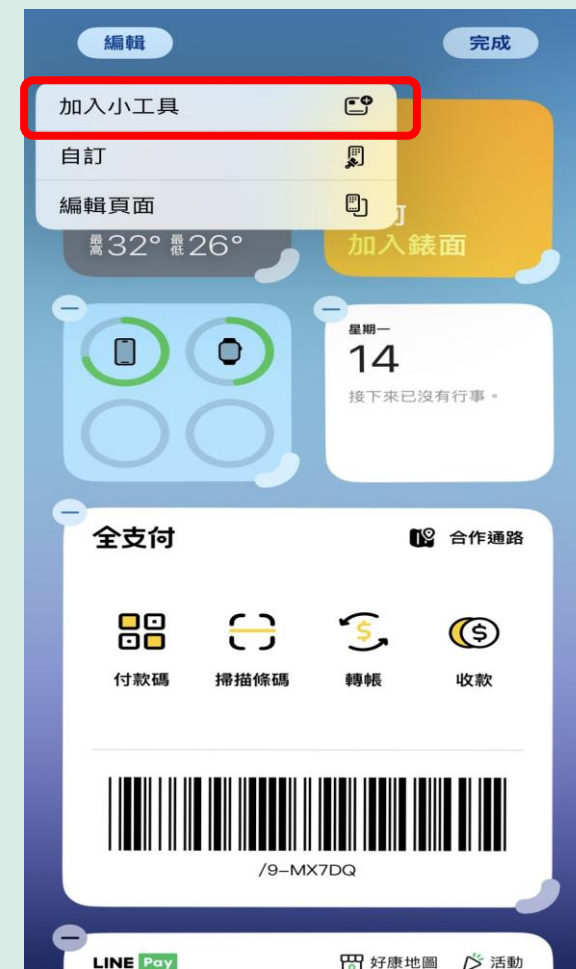 編輯
完成
加入小工具
自訂
編輯頁面
最高32° 最低26°
加入錶面
星期一
14
接下來已沒有行事。
全支付
合作通路
付款碼
掃描條碼
轉帳
收款
/9-MX7DQ
LINE Pay
好康地圖
活動